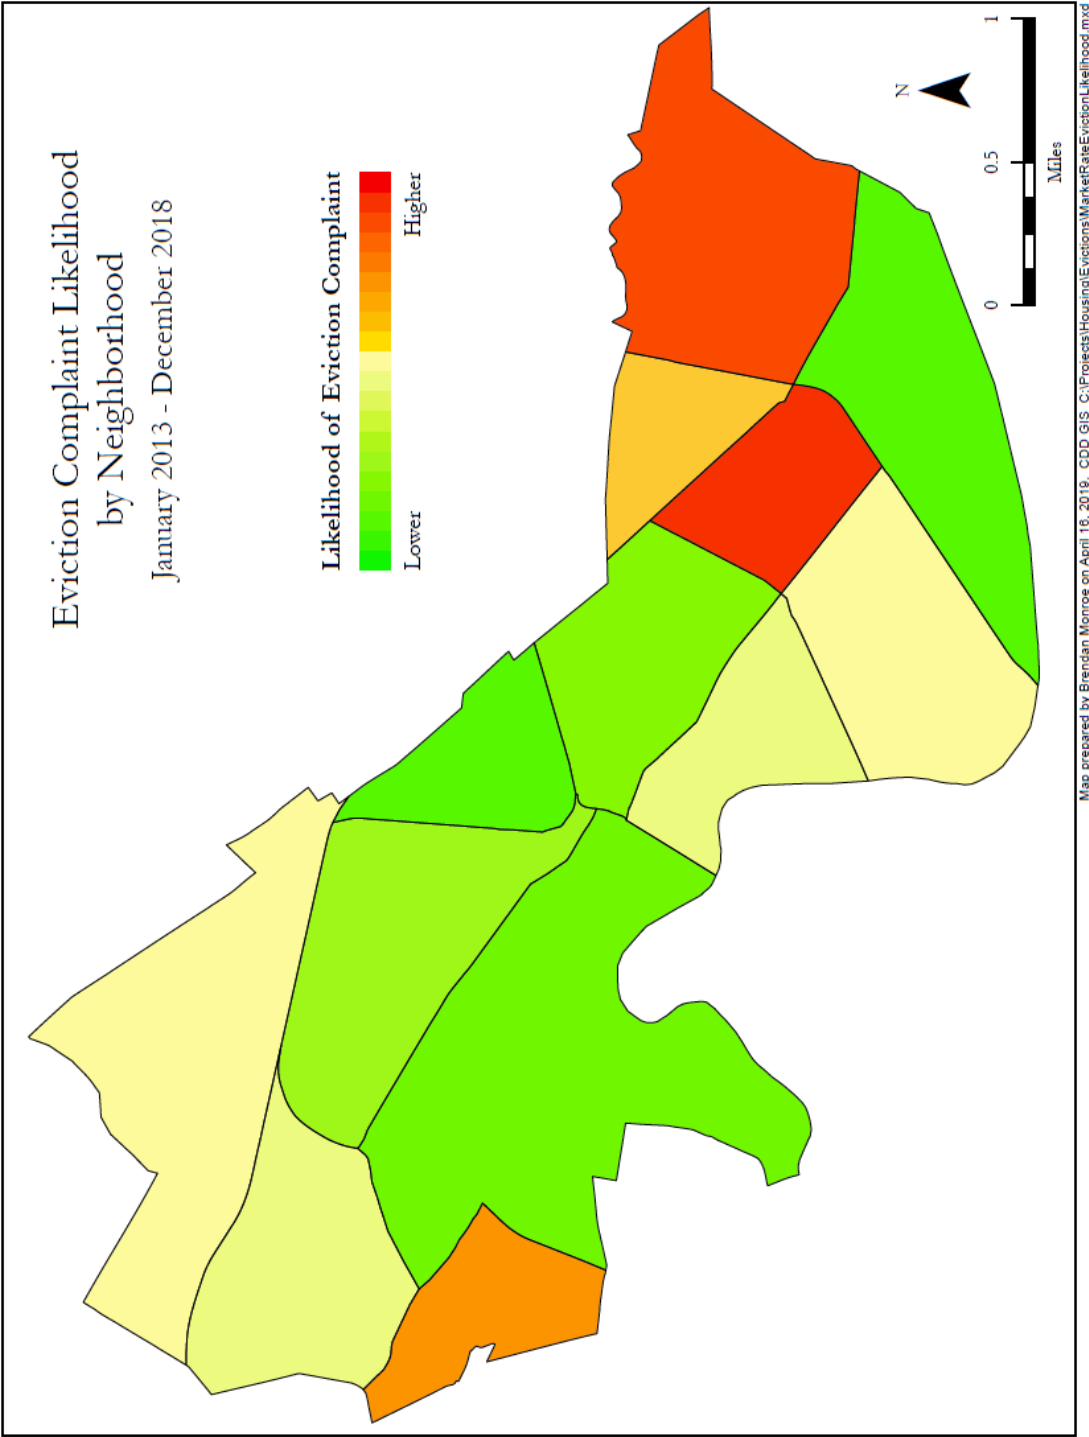 Eviction Complaint Likelihood
by Neighborhood
January 2013 - December 2018
Likelihood of Eviction Complaint
Lower
Higher
N
0
0.5
1
Miles
Map prepared by Brendan Monroe on April 16, 2019. CDD GIS C:\Projects\Housing\Evictions\MarketRateEvictionLikelihood.mxd